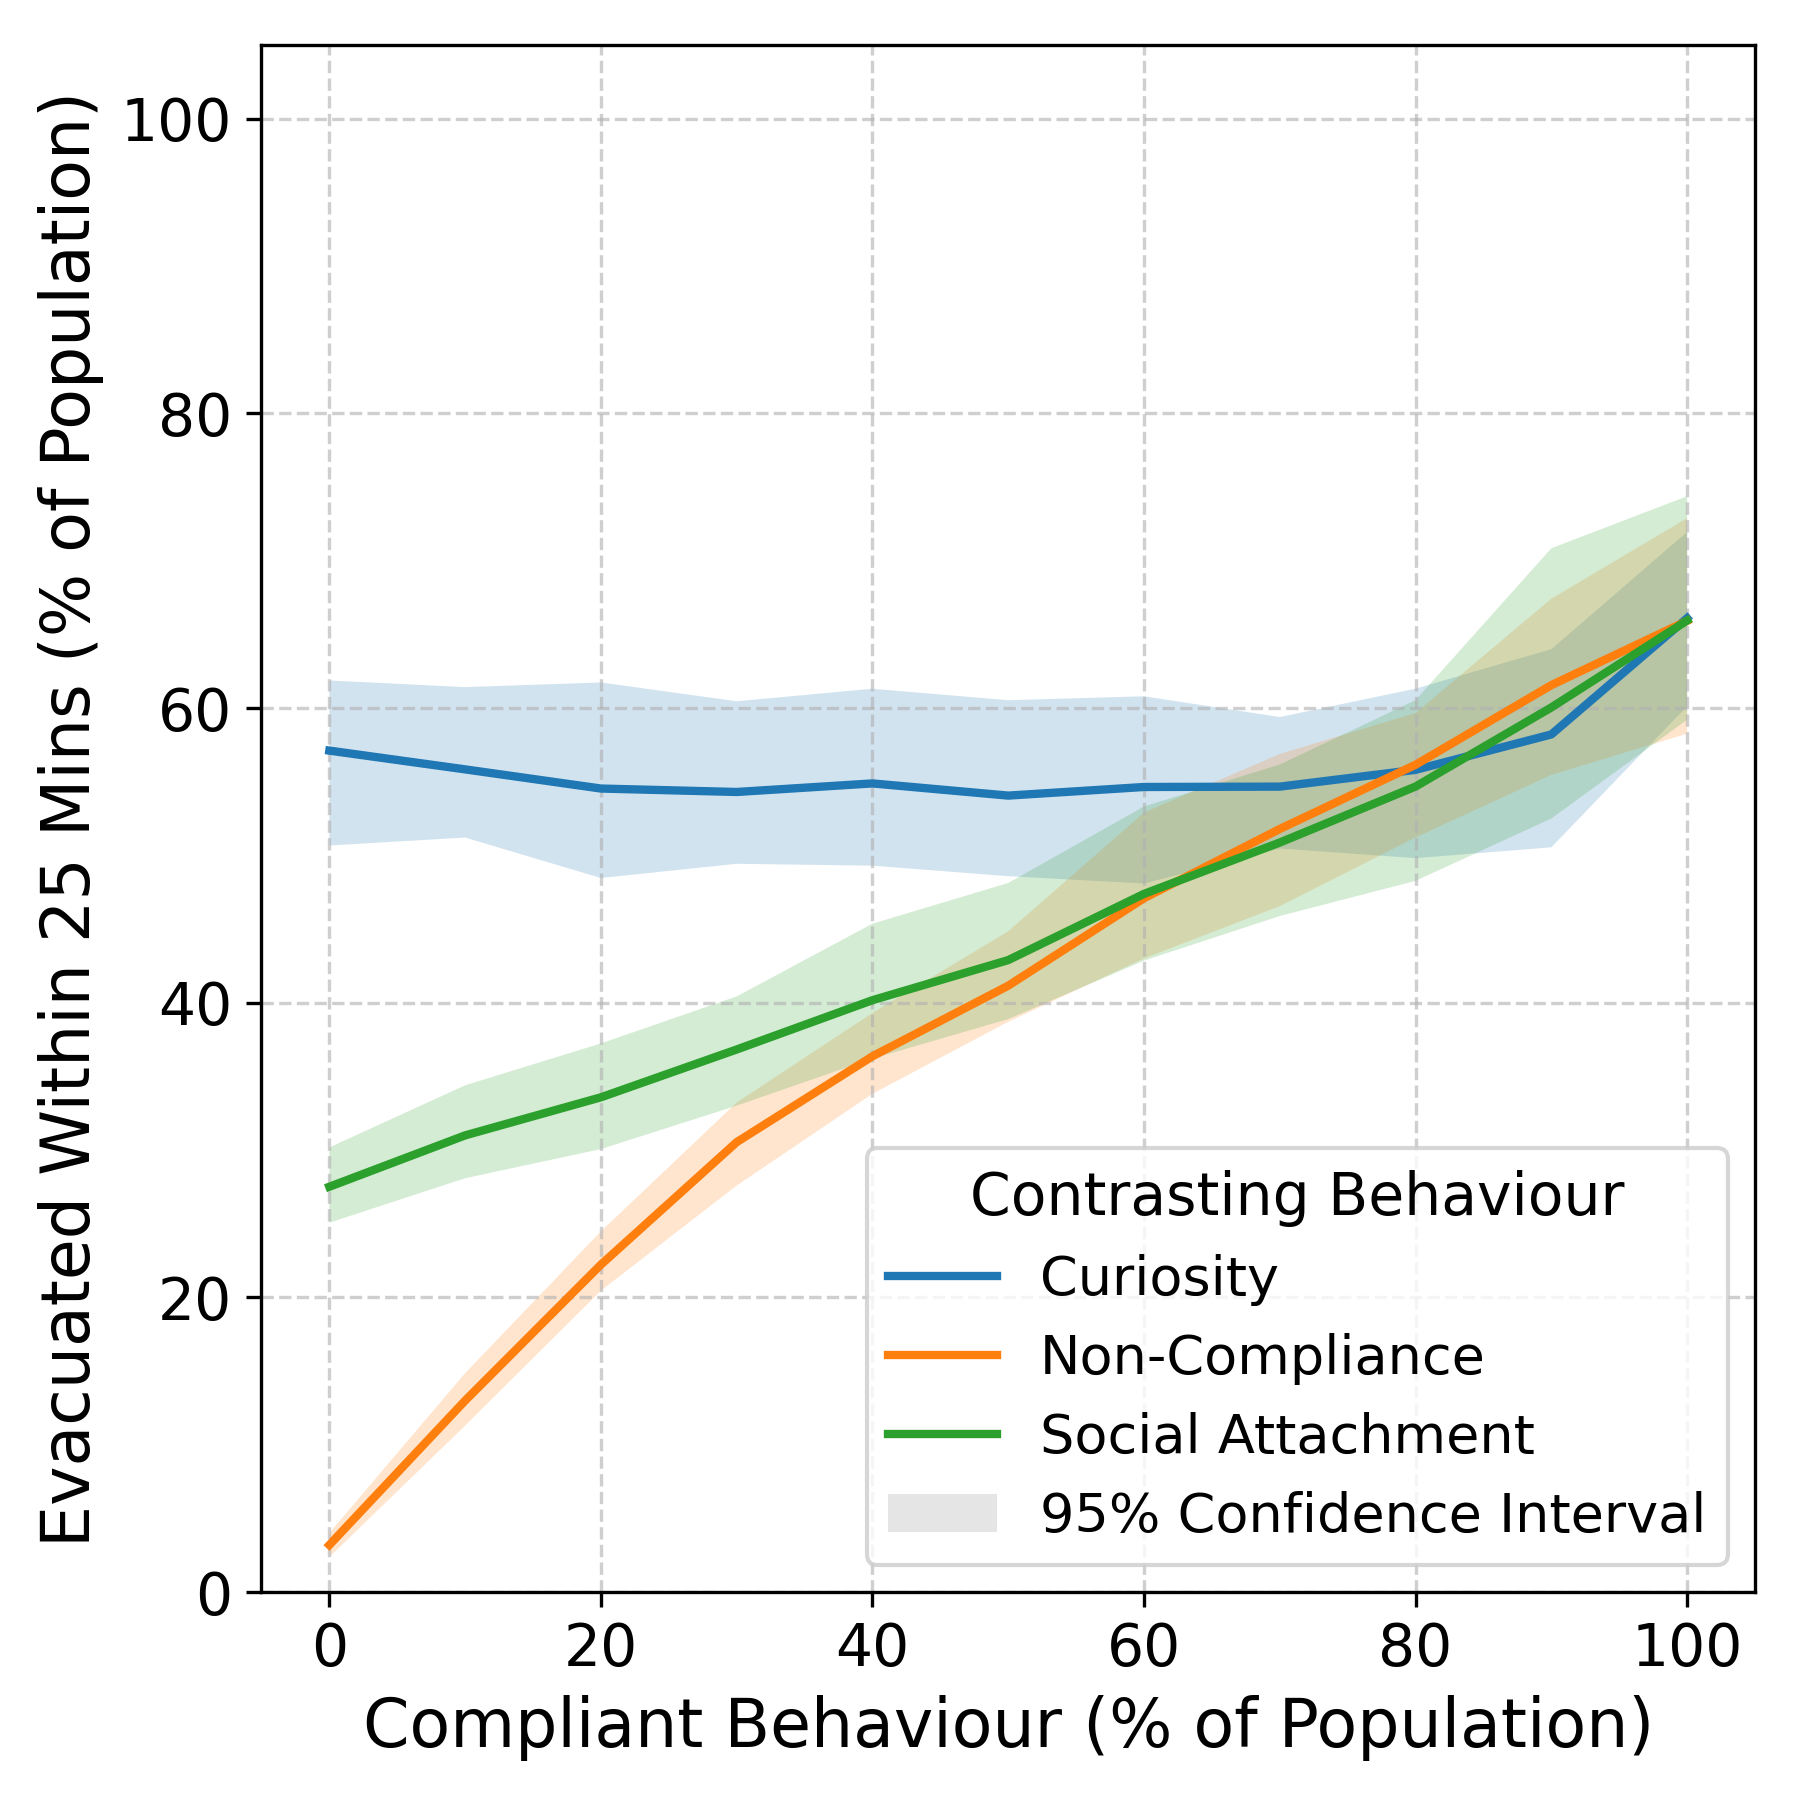 Evacuated Within 25 Mins (% of Population)
100
80
60
40
20
0
Contrasting Behaviour
Curiosity
Non-Compliance
Social Attachment
95% Confidence Interval
0 20 40 60 80 100
Compliant Behaviour (% of Population)